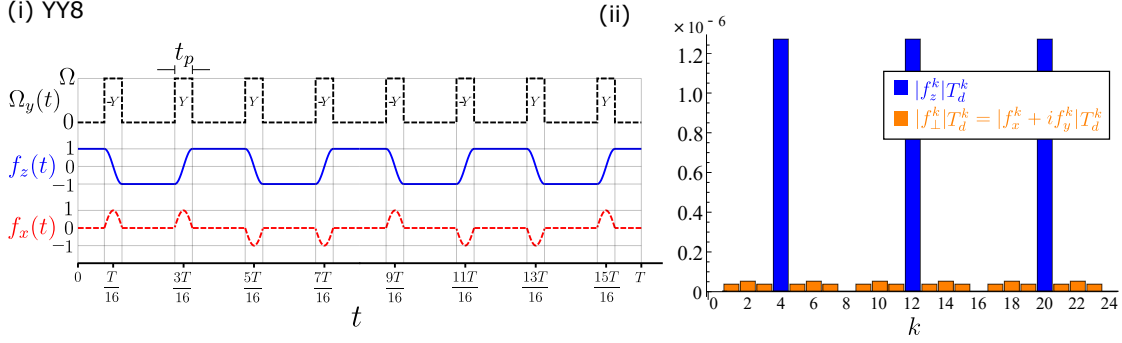 (i) YY8
(ii)
t_p
Ω
Ω_y(t)
0
-Y Y Y -Y -Y -Y Y Y
1
f_z(t) 0
−1
1
f_x(t) 0
−1
0 T/16 3T/16 5T/16 7T/16 9T/16 11T/16 13T/16 15T/16 T
t
×10^-6
1.2
1.0
0.8
0.6
0.4
0.2
0
|f_z^k|T_d^k
|f_⊥^k|T_d^k = |f_x^k + if_y^k|T_d^k
0 2 4 6 8 10 12 14 16 18 20 22 24
k